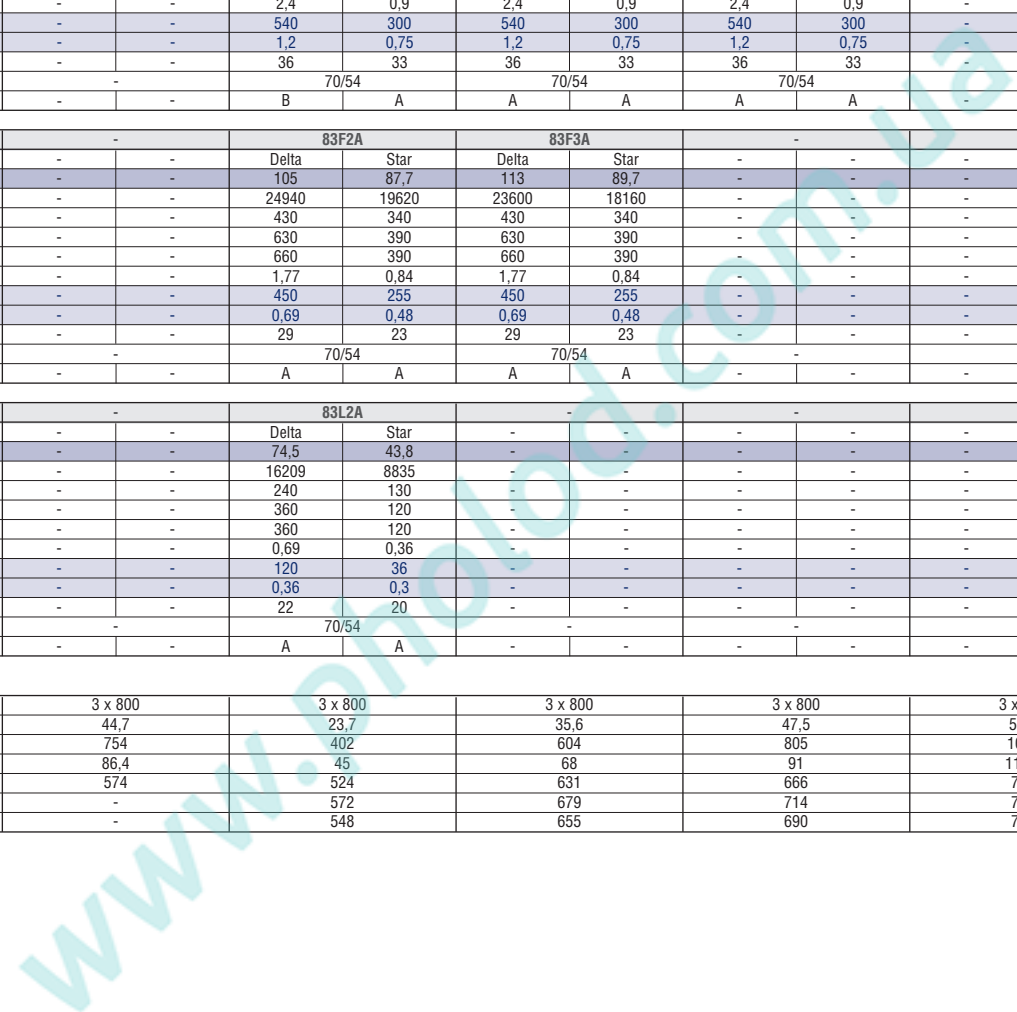 - - 2,4 0,9 2,4 0,9 2,4 0,9 -
- - 540 300 540 300 540 300 -
- - 1,2 0,75 1,2 0,75 1,2 0,75 -
- - 36 33 36 33 36 33 -
- 70/54 70/54 70/54
- - B A A A A A -
- 83F2A 83F3A -
- - Delta Star Delta Star - - -
- - 105 87,7 113 89,7 - - -
- - 24940 19620 23600 18160 - - -
- - 430 340 430 340 - - -
- - 630 390 630 390 - - -
- - 660 390 660 390 - - -
- - 1,77 0,84 1,77 0,84 - - -
- - 450 255 450 255 - - -
- - 0,69 0,48 0,69 0,48 - - -
- - 29 23 29 23 - - -
- 70/54 70/54 -
- - A A A A - - -
- 83L2A - -
- - Delta Star - - - - -
- - 74,5 43,8 - - - - -
- - 16209 8835 - - - - -
- - 240 130 - - - - -
- - 360 120 - - - - -
- - 360 120 - - - - -
- - 0,69 0,36 - - - - -
- - 120 36 - - - - -
- - 0,36 0,3 - - - - -
- - 22 20 - - - - -
- 70/54 - -
- - A A - - - - -
3 x 800 3 x 800 3 x 800 3 x 800 3 x
44,7 23,7 35,6 47,5
754 402 604 805
86,4 45 68 91
574 524 631 666
- 572 679 714
- 548 655 690
www.pholod.com.ua